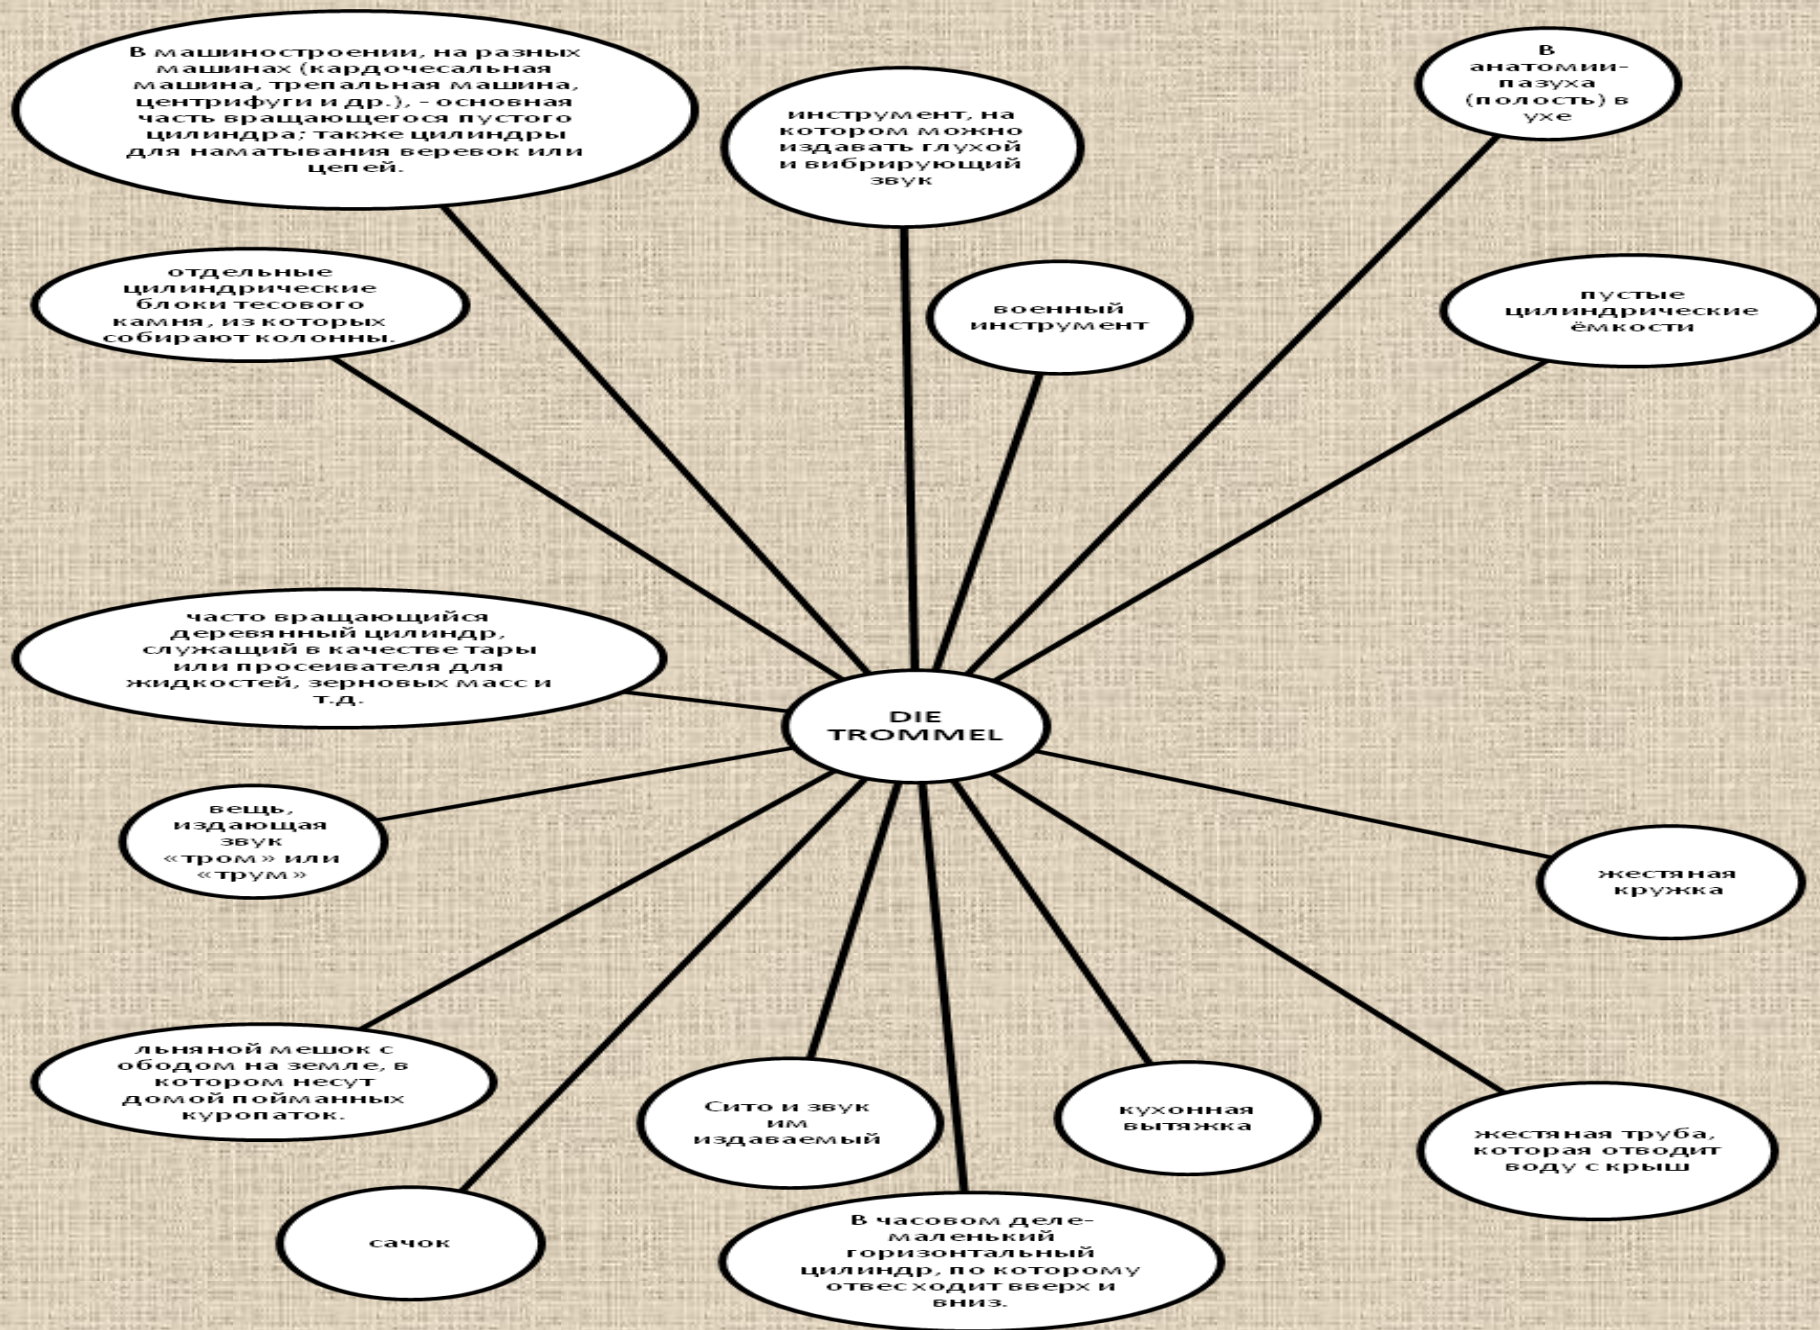 В машиностроении, на разных
машинах (кардочесальная
машина, трепальная машина,
центрифуги и др.), - основная
часть вращающегося пустого
цилиндра; также цилиндры
для наматывания веревок или
цепей.
инструмент, на
котором можно
издавать глухой
и вибрирующий
звук
В
анатомии-
пазуха
(полость) в
ухе
отдельные
цилиндрические
блоки тесового
камня, из которых
собирают колонны.
военный
инструмент
пустые
цилиндрические
ёмкости
часто вращающийся
деревянный цилиндр,
служащий в качестве тары
или просеивателя для
жидкостей, зерновых масс и
т.д.
DIE
TROMMEL
вещь,
издающая
звук
«тром» или
«трум»
жестяная
кружка
льняной мешок с
ободом на земле, в
котором несут
домой пойманных
куропаток.
Сито и звук
им
издаваемый
кухонная
вытяжка
жестяная труба,
которая отводит
воду с крыш
сачок
В часовом деле-
маленький
горизонтальный
цилиндр, по которому
отвес ходит вверх и
вниз.